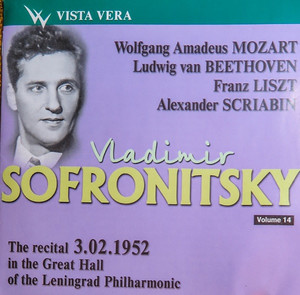 VISTA VERA
Wolfgang Amadeus MOZART
Ludwig van BEETHOVEN
Franz LISZT
Alexander SCRIABIN
Vladimir
SOFRONITSKY
Volume 14
The recital 3.02.1952
in the Great Hall
of the Leningrad Philharmonic